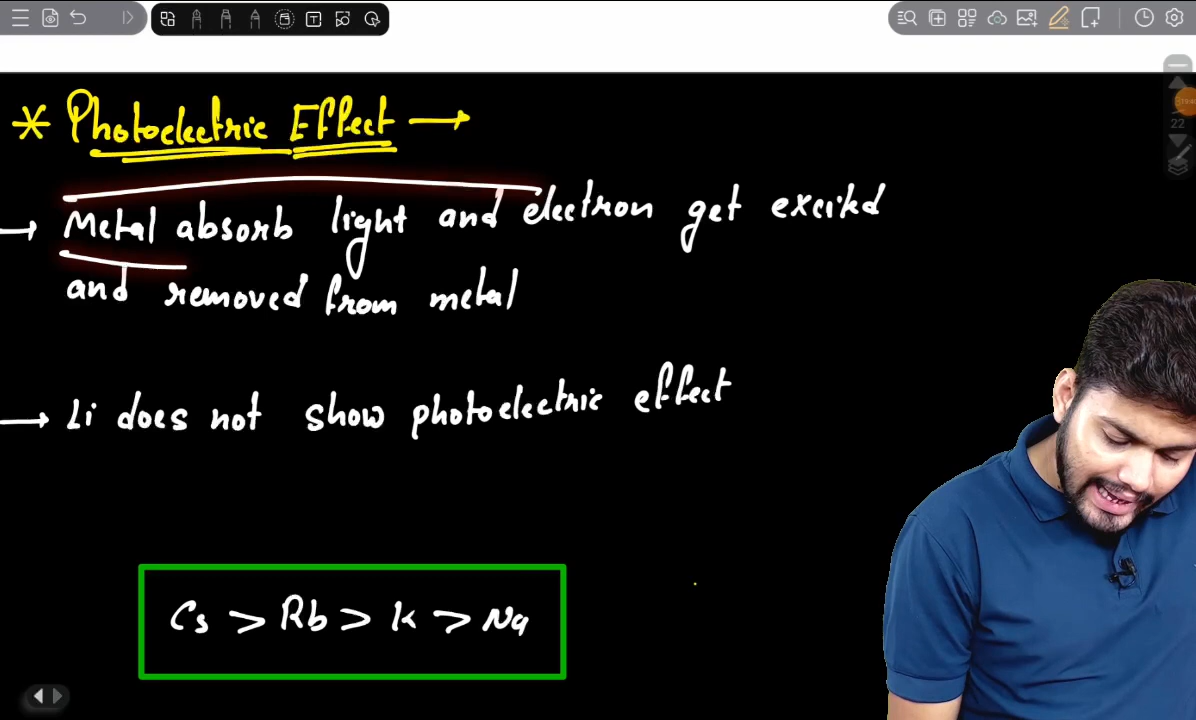 * Photoelectric Effect →
→ Metal absorb light and electron get excited
and removed from metal
→ Li does not show photoelectric effect
Cs > Rb > K > Na
22